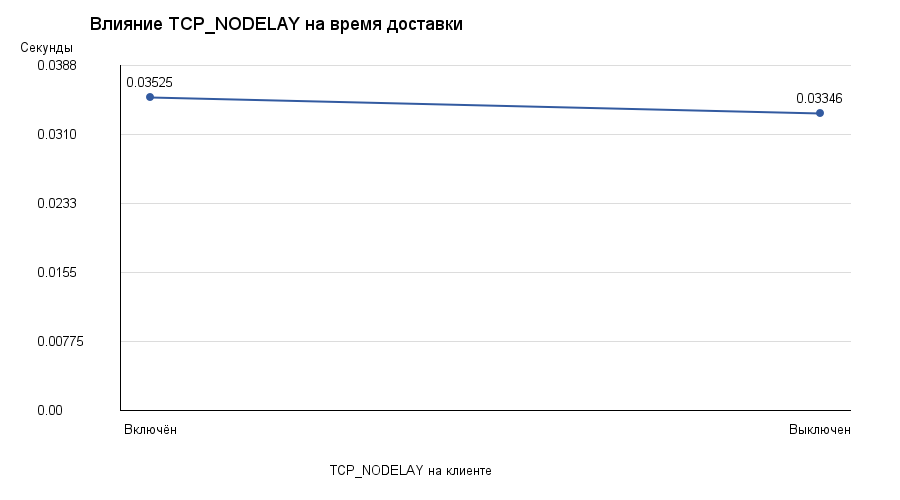 Влияние TCP_NODELAY на время доставки
Секунды
0.0388
0.03525
0.03346
0.0310
0.0233
0.0155
0.00775
0.00
Включён
Выключен
TCP_NODELAY на клиенте